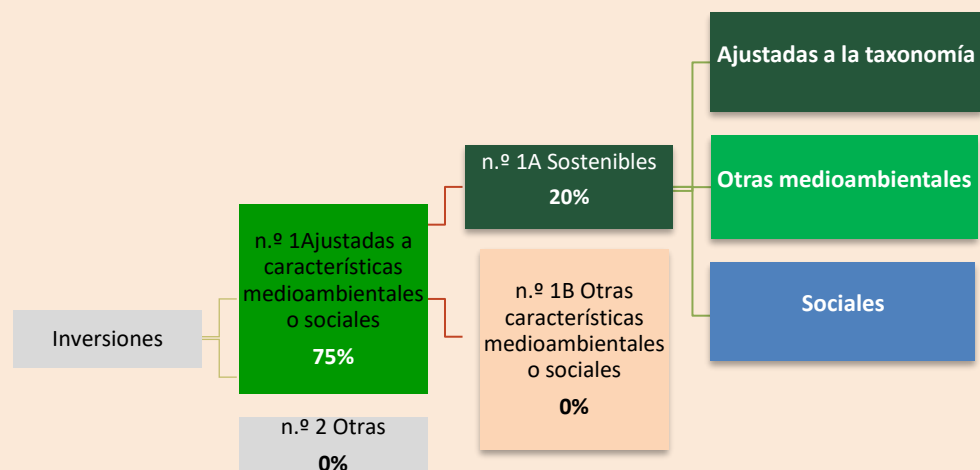 Inversiones
n.º 1Ajustadas a
características
medioambientales
o sociales
75%
n.º 2 Otras
0%
n.º 1A Sostenibles
20%
n.º 1B Otras
características
medioambientales
o sociales
0%
Ajustadas a la taxonomía
Otras medioambientales
Sociales